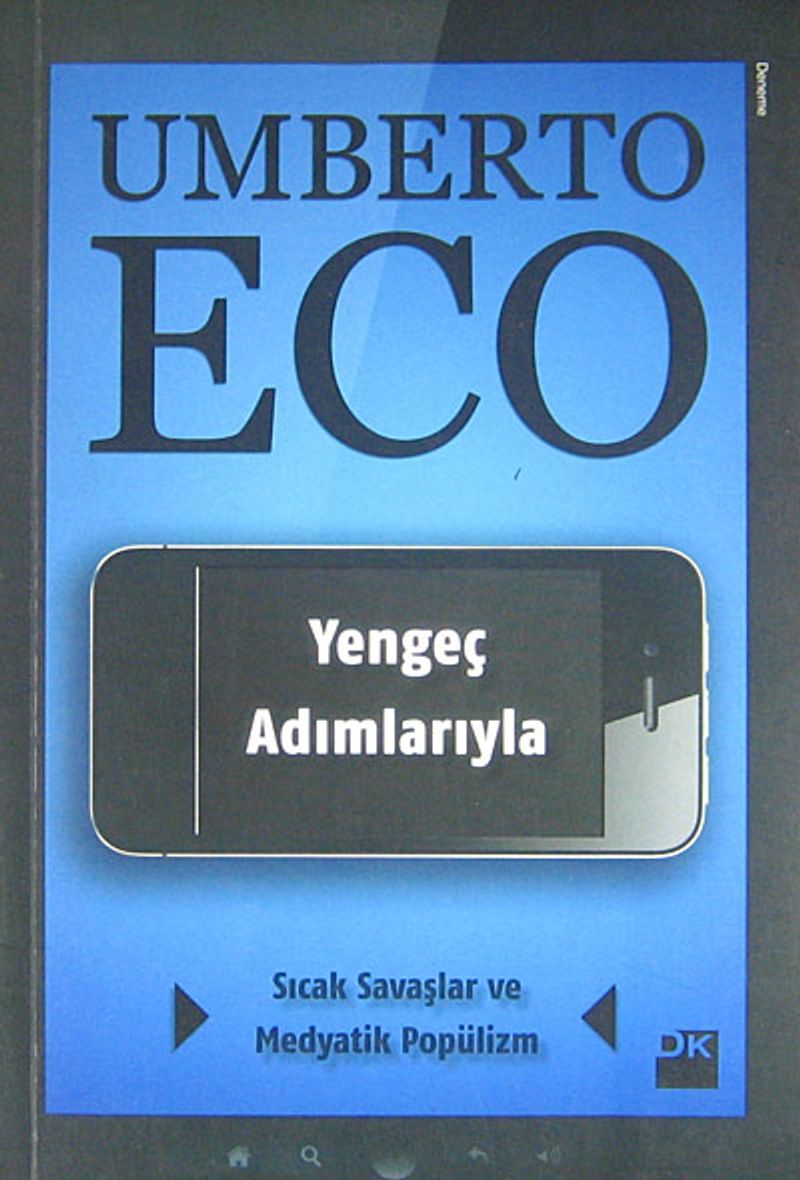 Deneme
UMBERTO
ECO
Yengeç
Adımlarıyla
Sıcak Savaşlar ve
Medyatik Popülizm
DK